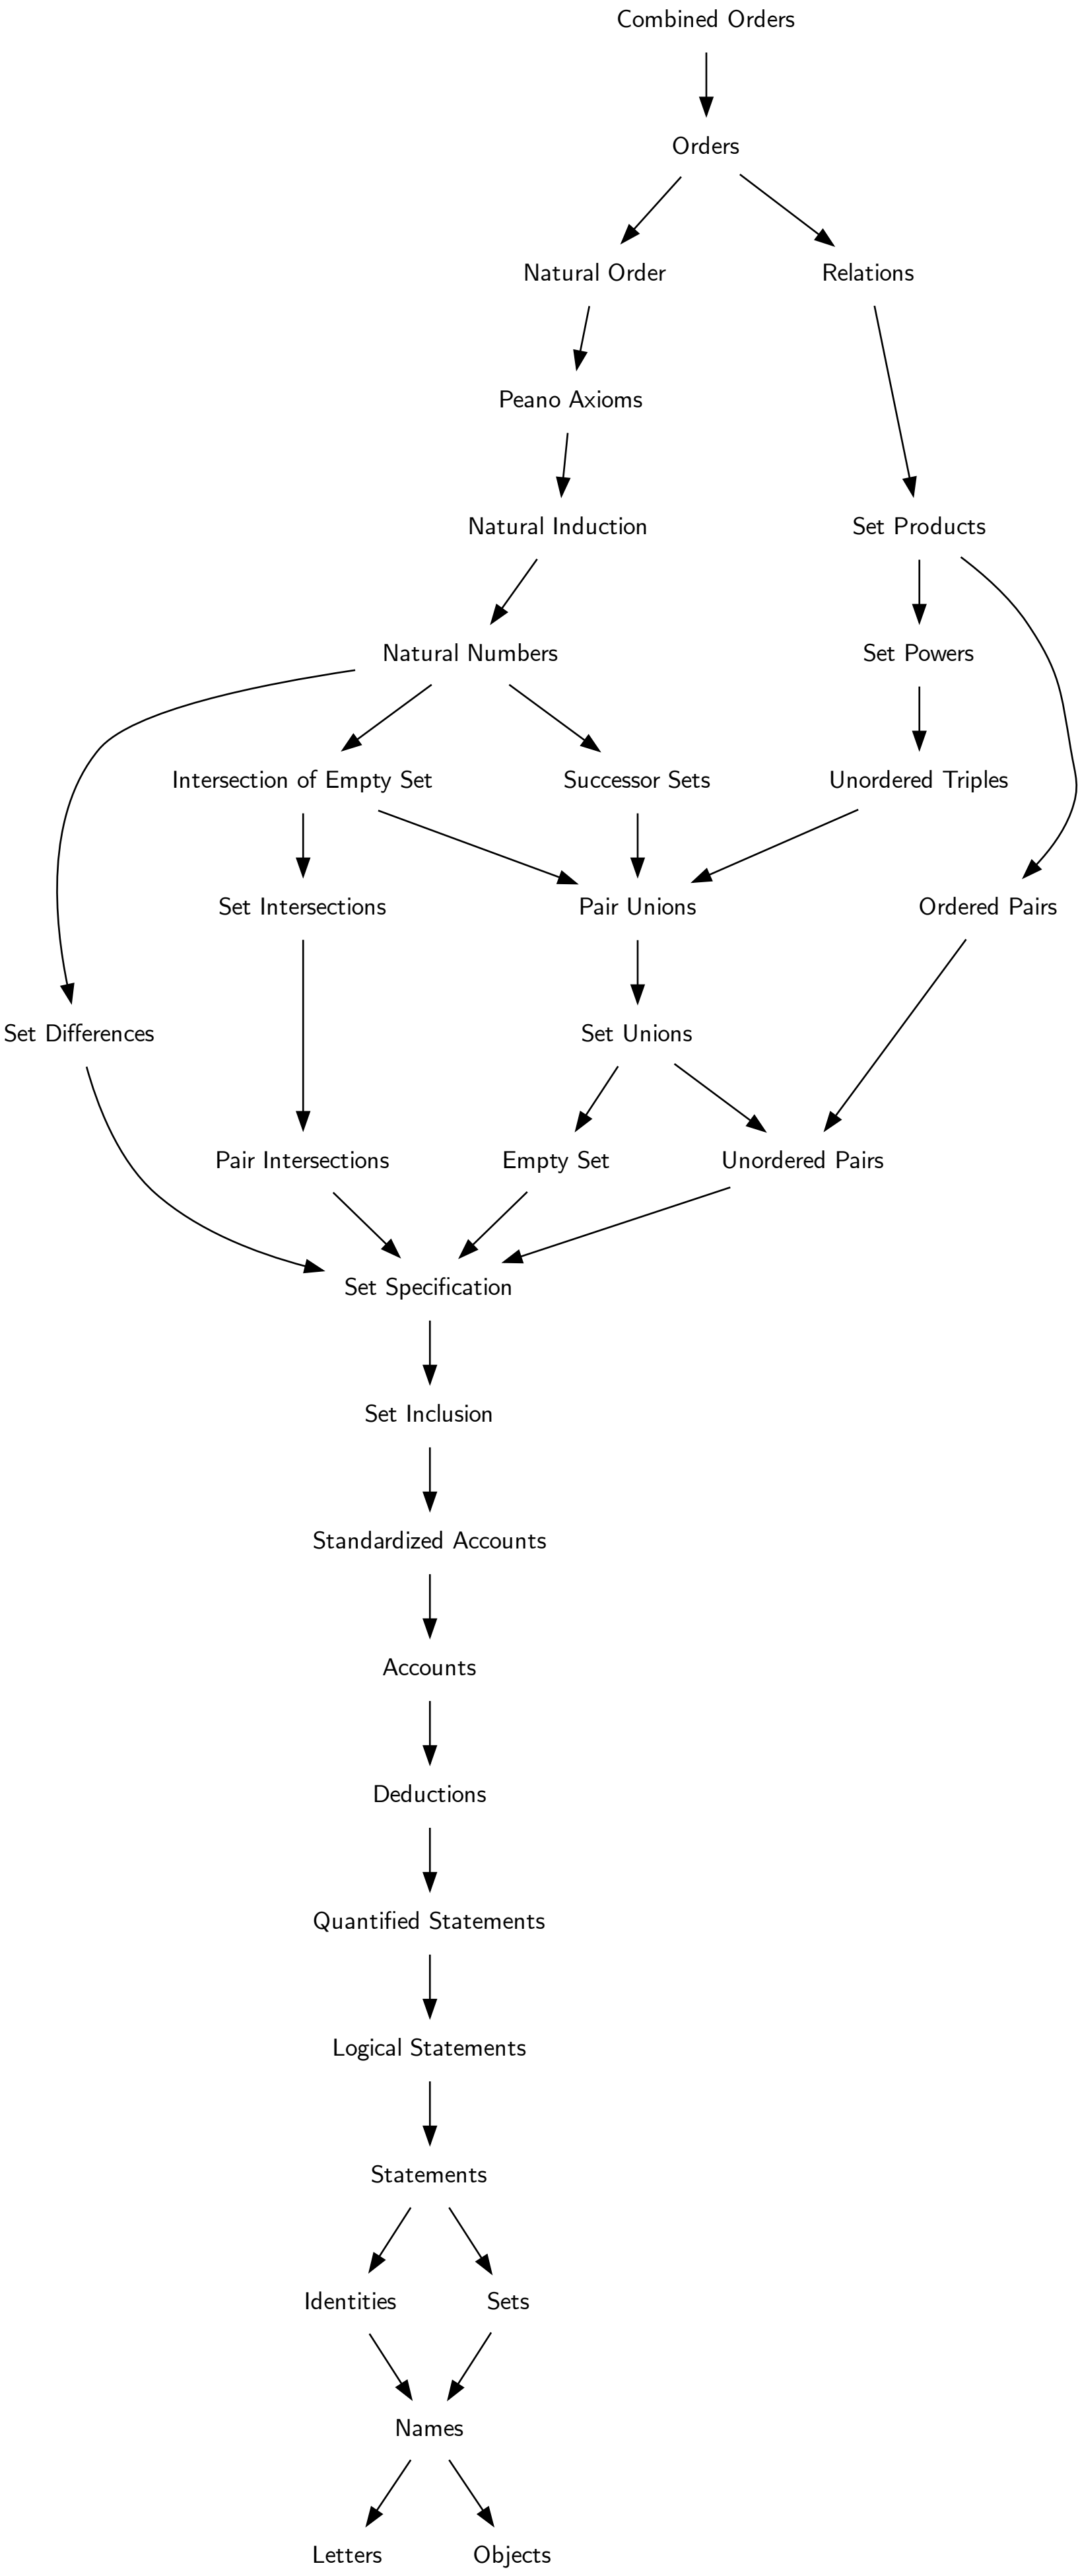 Combined Orders
Orders
Natural Order
Relations
Peano Axioms
Natural Induction
Set Products
Natural Numbers
Set Powers
Intersection of Empty Set
Successor Sets
Unordered Triples
Set Intersections
Pair Unions
Ordered Pairs
Set Differences
Set Unions
Pair Intersections
Empty Set
Unordered Pairs
Set Specification
Set Inclusion
Standardized Accounts
Accounts
Deductions
Quantified Statements
Logical Statements
Statements
Identities
Sets
Names
Letters
Objects